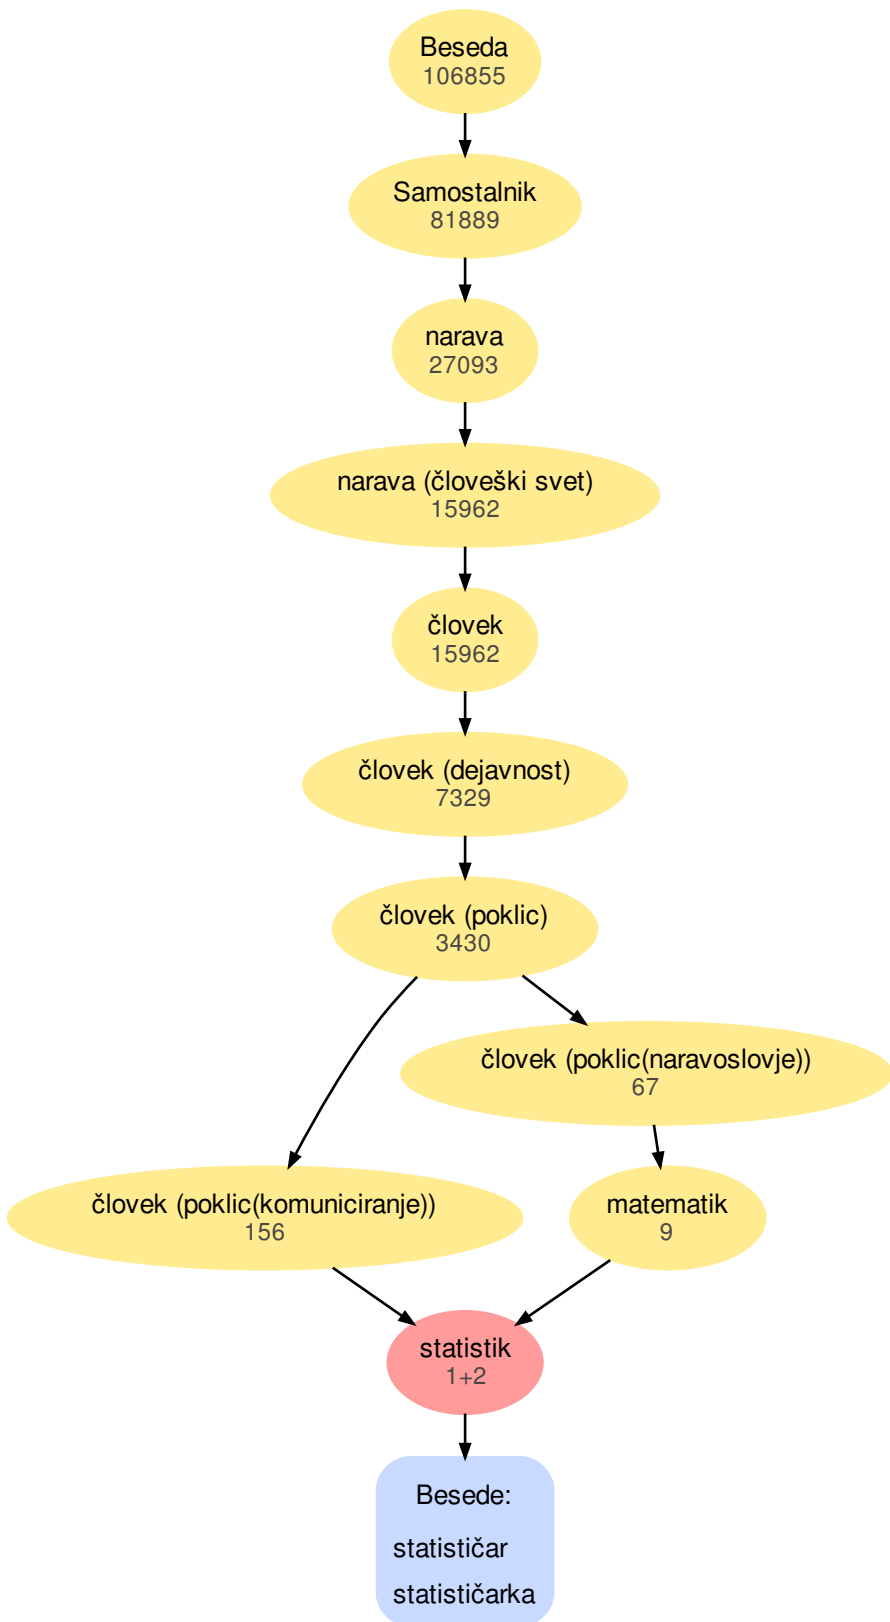 Beseda
106855
Samostalnik
81889
narava
27093
narava (človeški svet)
15962
človek
15962
človek (dejavnost)
7329
človek (poklic)
3430
človek (poklic(naravoslovje))
67
človek (poklic(komuniciranje))
156
matematik
9
statistik
1+2
Besede:
statističar
statističarka